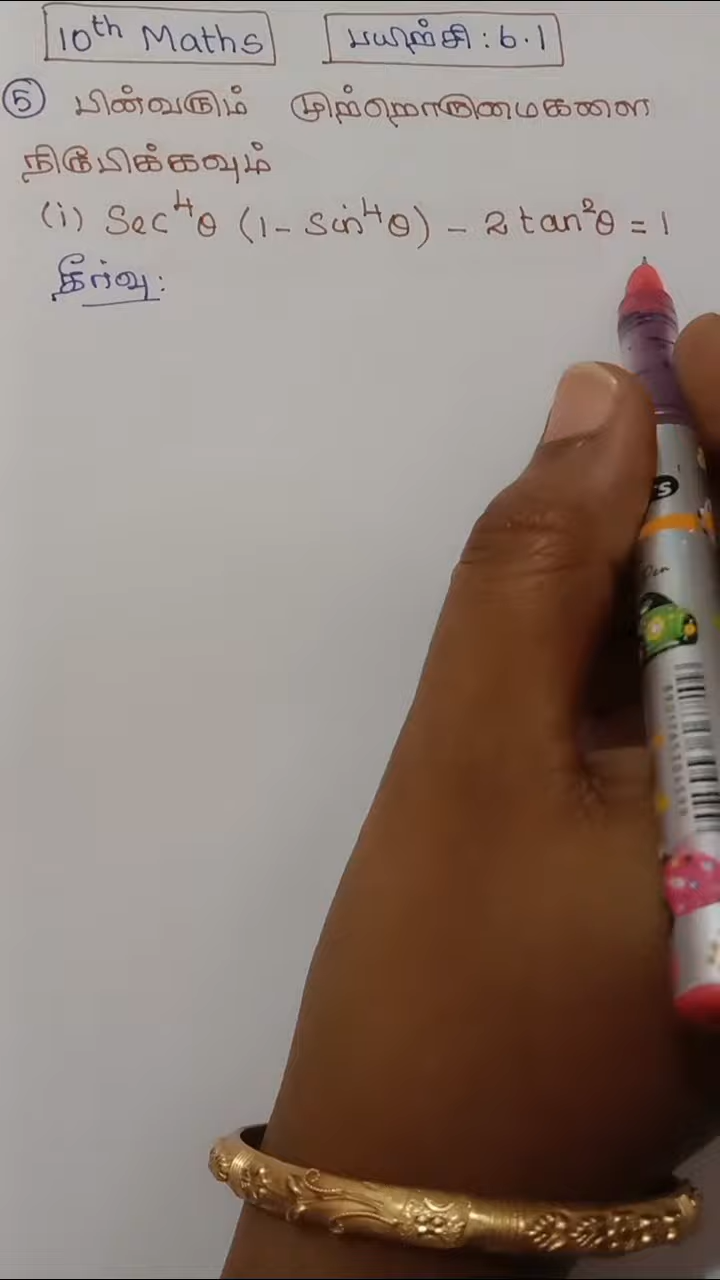 10th Maths பயிற்சி : 6.1
⑤ பின்வரும் முற்றொருமைகளை
நிரூபிக்கவும்
(i) Sec⁴θ (1 - Sin⁴θ) - 2 tan²θ = 1
தீர்வு :